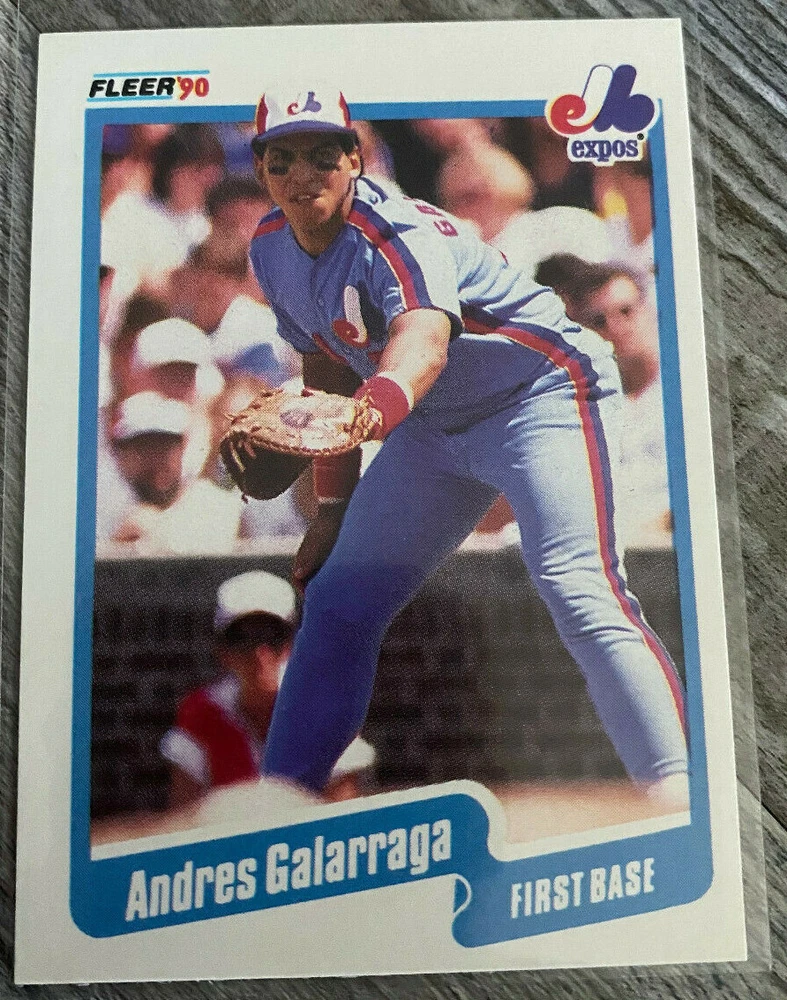 FLEER'90
expos
Andres Galarraga
FIRST BASE